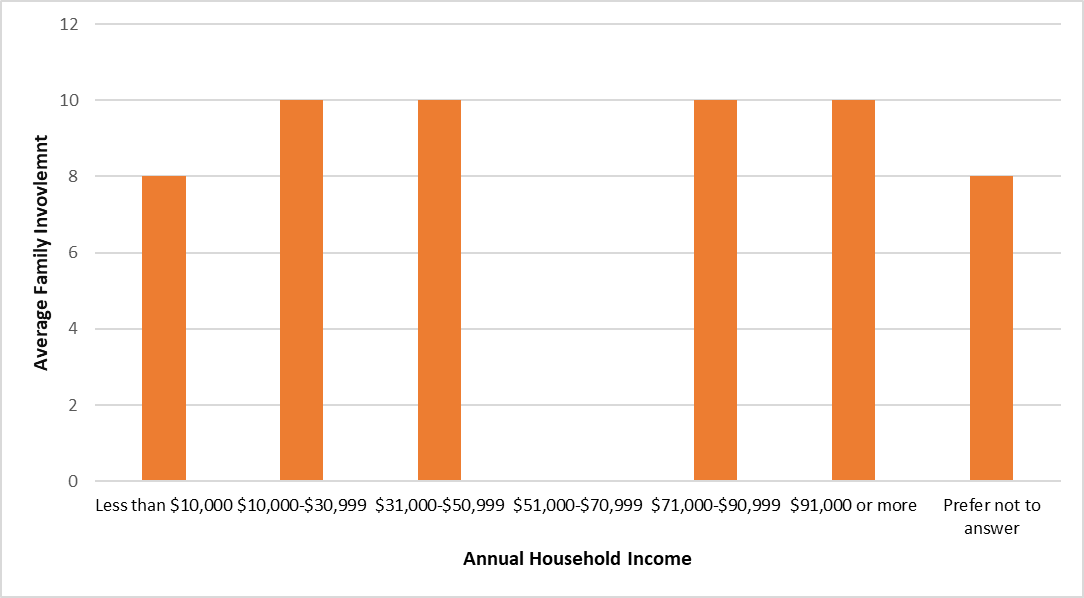 12
10
8
6
4
2
0
Average Family Invovlemnt
Less than $10,000 $10,000-$30,999 $31,000-$50,999 $51,000-$70,999 $71,000-$90,999 $91,000 or more Prefer not to
answer
Annual Household Income